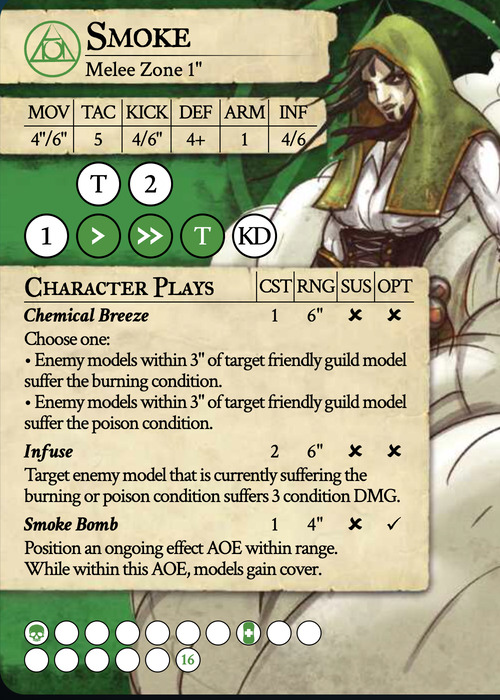 SMOKE
Melee Zone 1"
MOV TAC KICK DEF ARM INF
4"/6" 5 4/6" 4+ 1 4/6
T 2
1 > >> T KD
CHARACTER PLAYS CST RNG SUS OPT
Chemical Breeze 1 6" ✘ ✘
Choose one:
• Enemy models within 3" of target friendly guild model
suffer the burning condition.
• Enemy models within 3" of target friendly guild model
suffer the poison condition.
Infuse 2 6" ✘ ✘
Target enemy model that is currently suffering the
burning or poison condition suffers 3 condition DMG.
Smoke Bomb 1 4" ✘ ✓
Position an ongoing effect AOE within range.
While within this AOE, models gain cover.
16